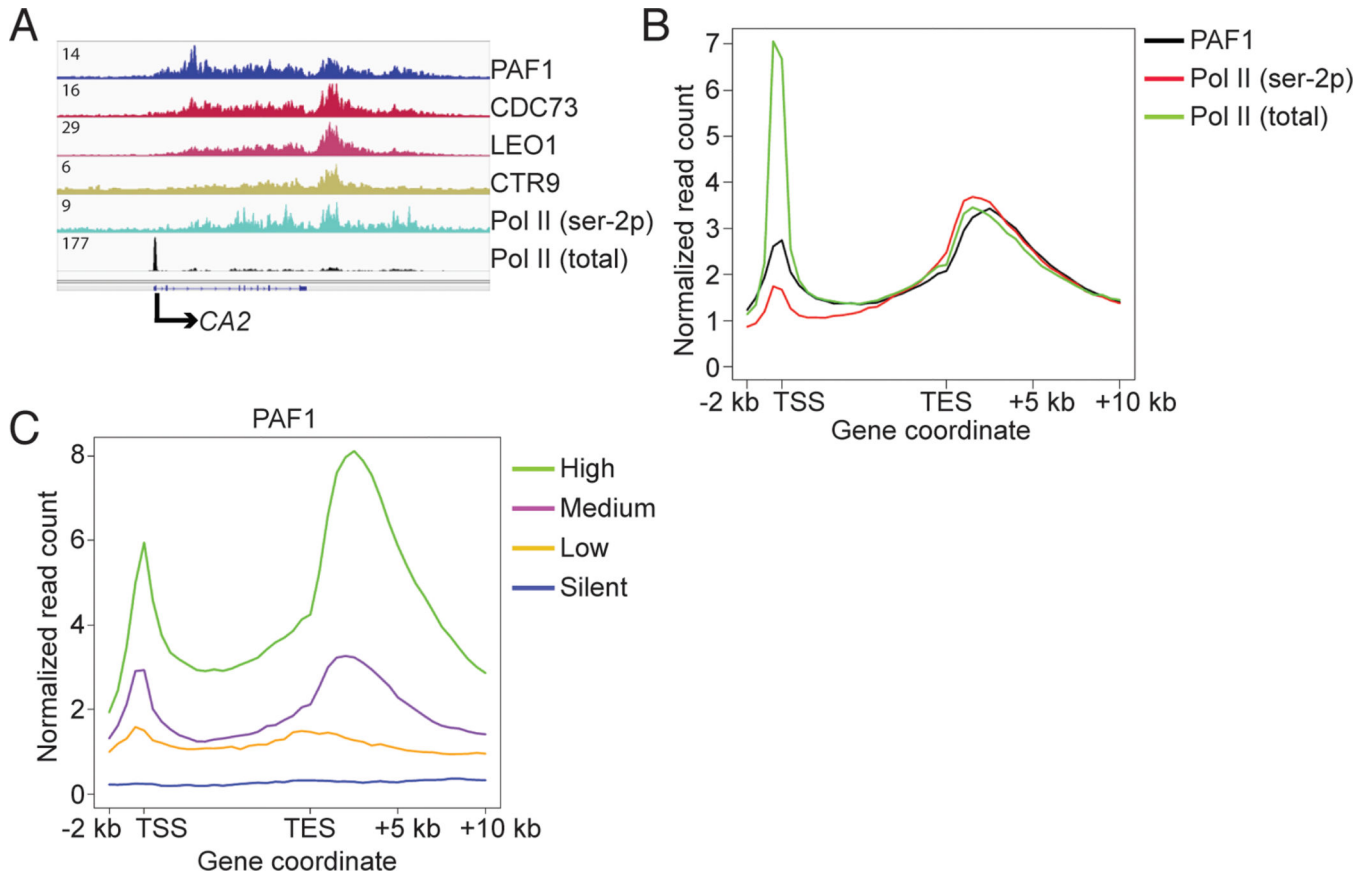 A
14
PAF1
16
CDC73
29
LEO1
6
CTR9
9
Pol II (ser-2p)
177
Pol II (total)
CA2
B
Normalized read count
7
6
5
4
3
2
1
0
-2 kb TSS TES +5 kb +10 kb
Gene coordinate
PAF1
Pol II (ser-2p)
Pol II (total)
C
PAF1
Normalized read count
8
6
4
2
0
-2 kb TSS TES +5 kb +10 kb
Gene coordinate
High
Medium
Low
Silent